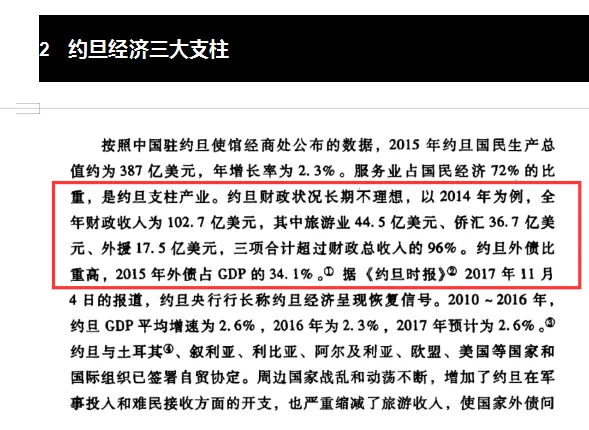 2 约旦经济三大支柱
按照中国驻约旦使馆经商处公布的数据，2015 年约旦国民生产总
值约为 387 亿美元，年增长率为 2.3%。服务业占国民经济 72% 的比
重，是约旦支柱产业。约旦财政状况长期不理想，以 2014 年为例，全
年财政收入为 102.7 亿美元，其中旅游业 44.5 亿美元、侨汇 36.7 亿美
元、外援 17.5 亿美元，三项合计超过财政总收入的 96%。约旦外债比
重高，2015 年外债占 GDP 的 34.1%。① 据《约旦时报》② 2017 年 11 月
4 日的报道，约旦央行行长称约旦经济呈现恢复信号。2010～2016 年，
约旦 GDP 平均增速为 2.6%，2016 年为 2.3%，2017 年预计为 2.6%。③
约旦与土耳其④、叙利亚、利比亚、阿尔及利亚、欧盟、美国等国家和
国际组织已签署自贸协定。周边国家战乱和动荡不断，增加了约旦在军
事投入和难民接收方面的开支，也严重缩减了旅游收入，使国家外债问